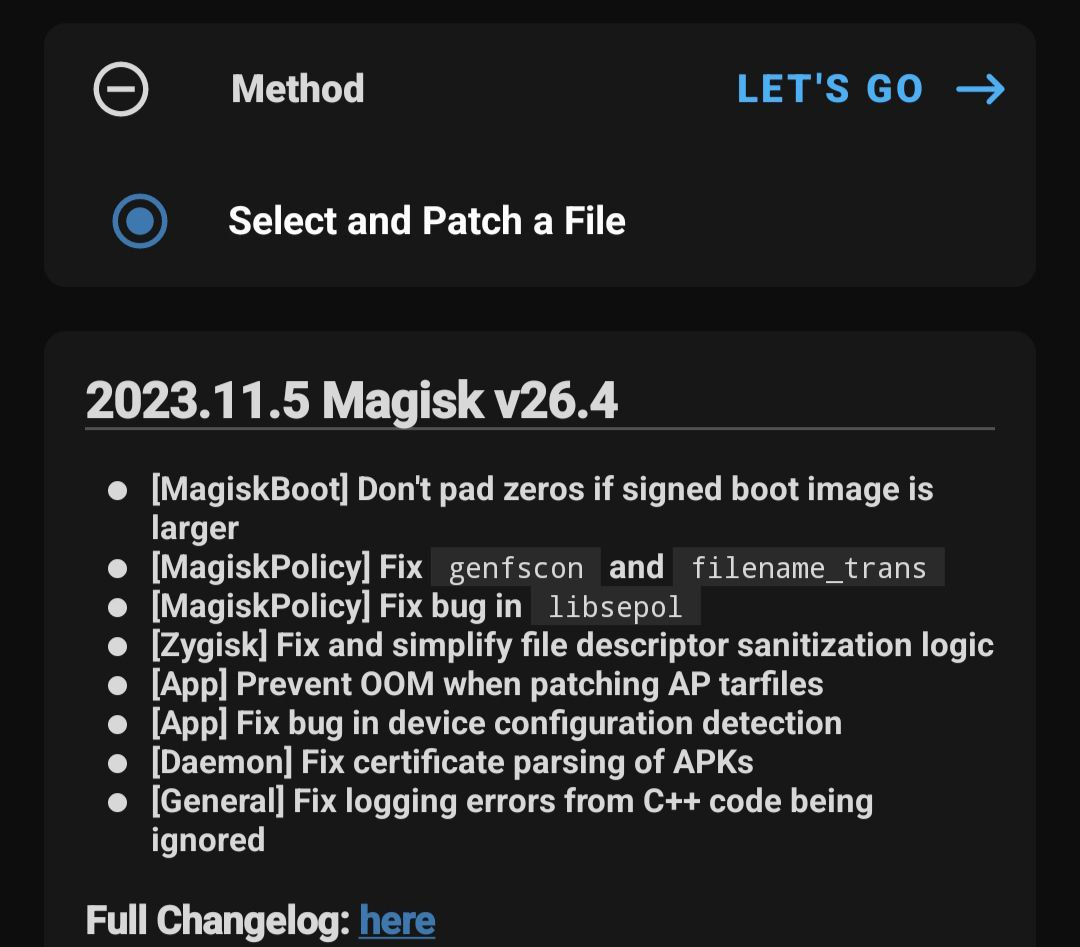 Method
LET'S GO
Select and Patch a File
2023.11.5 Magisk v26.4
[MagiskBoot] Don't pad zeros if signed boot image is
larger
[MagiskPolicy] Fix genfscon and filename_trans
[MagiskPolicy] Fix bug in libsepol
[Zygisk] Fix and simplify file descriptor sanitization logic
[App] Prevent OOM when patching AP tarfiles
[App] Fix bug in device configuration detection
[Daemon] Fix certificate parsing of APKs
[General] Fix logging errors from C++ code being
ignored
Full Changelog: here